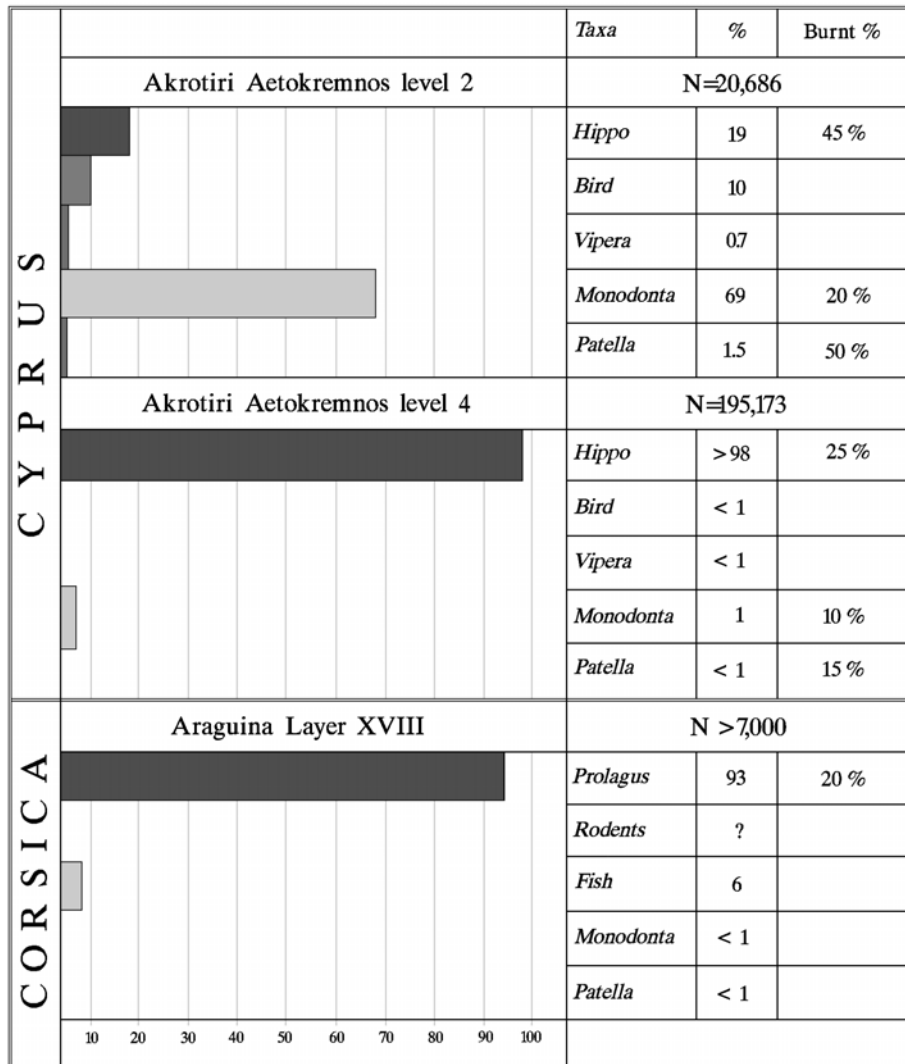 Taxa % Burnt %
Akrotiri Aetokremnos level 2 N=20,686
Hippo 19 45 %
Bird 10
Vipera 0.7
Monodonta 69 20 %
Patella 1.5 50 %
CYPRUS
Akrotiri Aetokremnos level 4 N=195,173
Hippo > 98 25 %
Bird < 1
Vipera < 1
Monodonta 1 10 %
Patella < 1 15 %
Araguina Layer XVIII N >7,000
Prolagus 93 20 %
Rodents ?
Fish 6
Monodonta < 1
Patella < 1
CORSICA
10 20 30 40 50 60 70 80 90 100